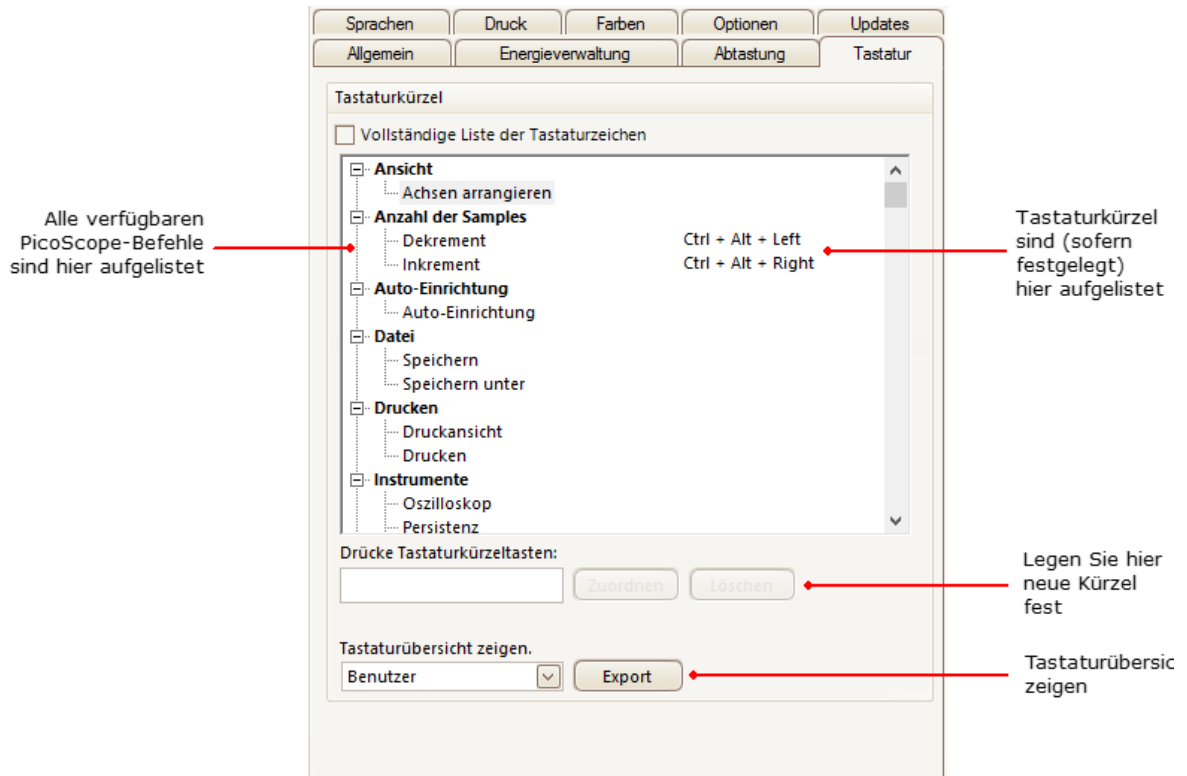 Sprachen Druck Farben Optionen Updates
Allgemein Energieverwaltung Abtastung Tastatur
Tastaturkürzel
Vollständige Liste der Tastaturzeichen
Ansicht
Achsen arrangieren
Anzahl der Samples
Dekrement Ctrl + Alt + Left
Inkrement Ctrl + Alt + Right
Auto-Einrichtung
Auto-Einrichtung
Datei
Speichern
Speichern unter
Drucken
Druckansicht
Drucken
Instrumente
Oszilloskop
Persistenz
Alle verfügbaren
PicoScope-Befehle
sind hier aufgelistet
Tastaturkürzel
sind (sofern
festgelegt)
hier aufgelistet
Drücke Tastaturkürzeltasten:
Zuordnen Löschen
Legen Sie hier
neue Kürzel
fest
Tastaturübersicht zeigen.
Benutzer Export
Tastaturübersic
zeigen